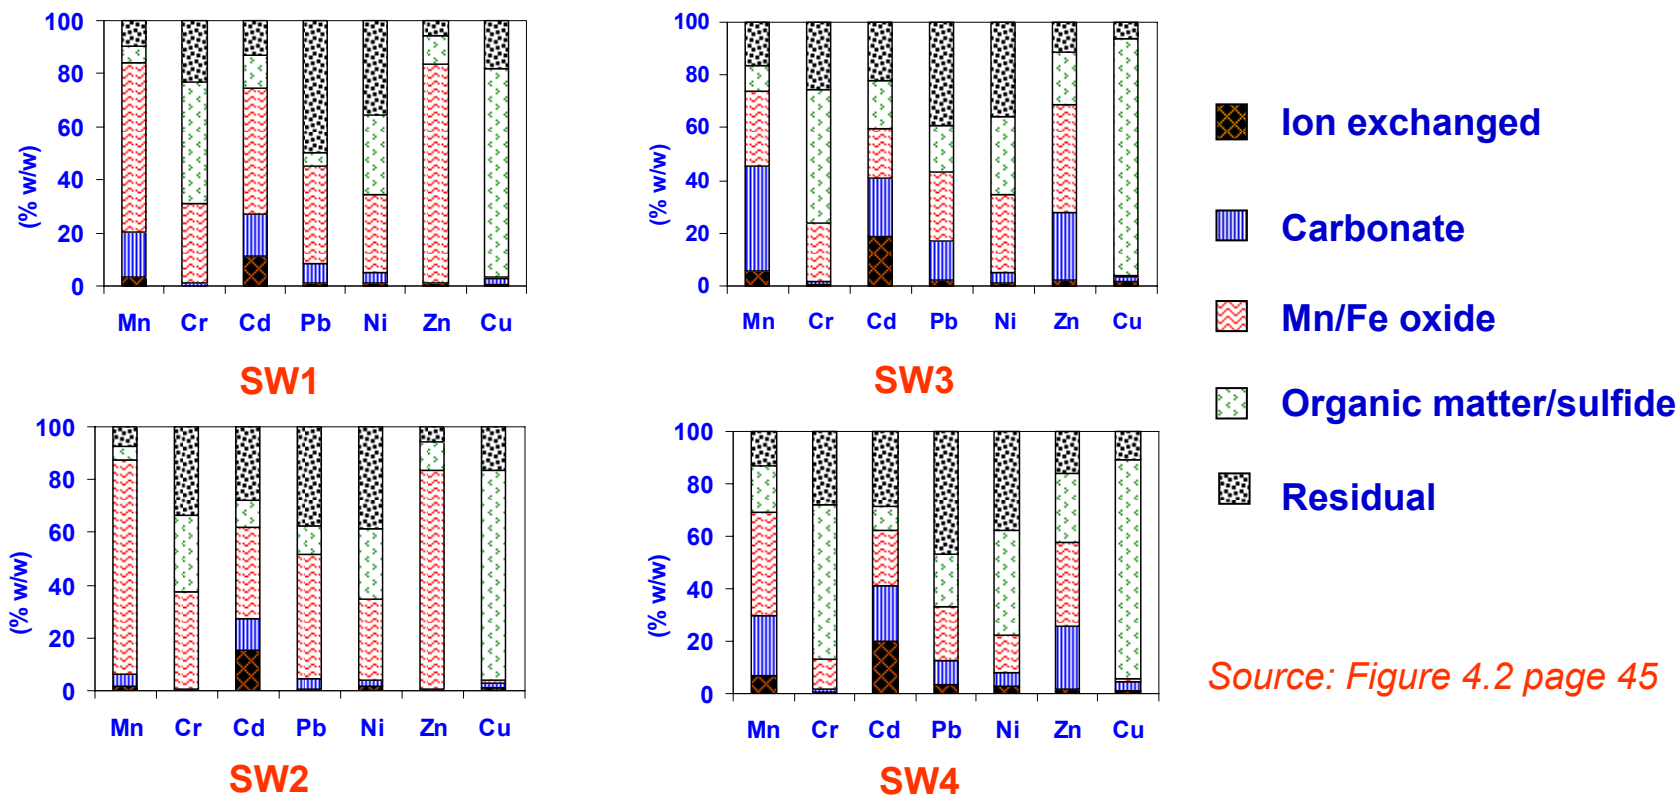 100
80
60
40
20
0
(% w/w)
Mn Cr Cd Pb Ni Zn Cu
SW1
100
80
60
40
20
0
(% w/w)
Mn Cr Cd Pb Ni Zn Cu
SW3
100
80
60
40
20
0
(% w/w)
Mn Cr Cd Pb Ni Zn Cu
SW2
100
80
60
40
20
0
(% w/w)
Mn Cr Cd Pb Ni Zn Cu
SW4
Ion exchanged
Carbonate
Mn/Fe oxide
Organic matter/sulfide
Residual
Source: Figure 4.2 page 45